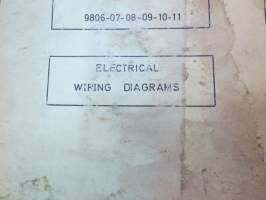 9806-07-08-09-10-11
ELECTRICAL
WIRING DIAGRAMS